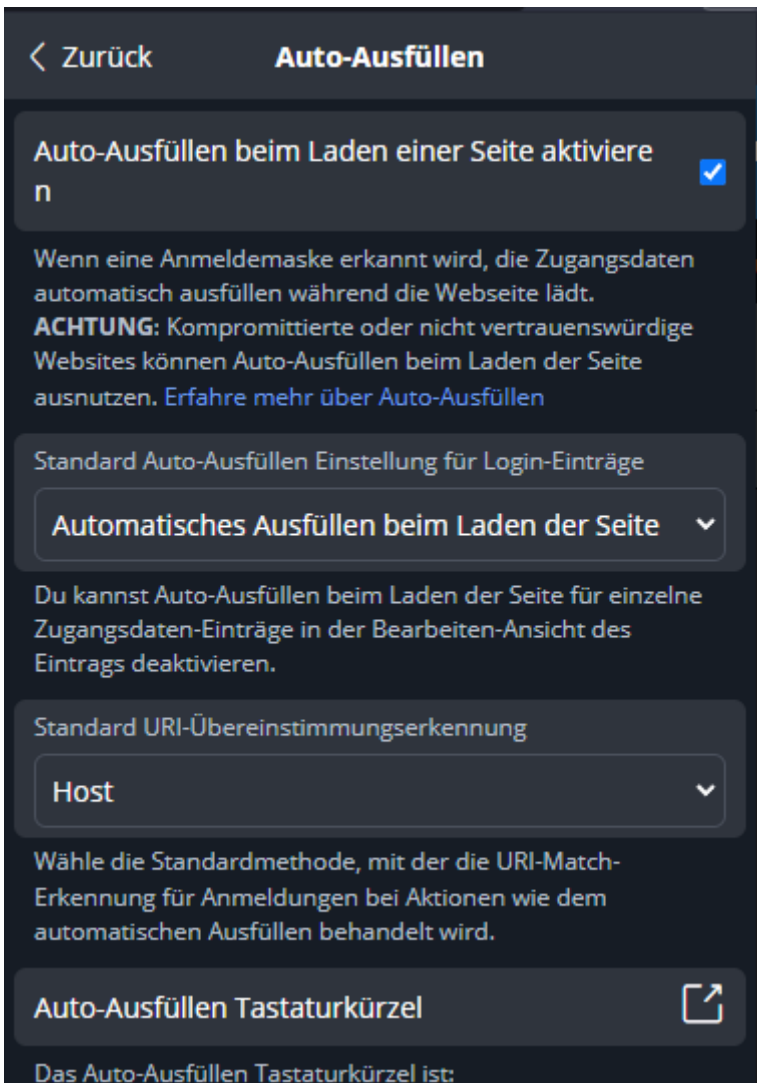 Zurück
Auto-Ausfüllen
Auto-Ausfüllen beim Laden einer Seite aktiviere
n
Wenn eine Anmeldemaske erkannt wird, die Zugangsdaten
automatisch ausfüllen während die Webseite lädt.
ACHTUNG: Kompromittierte oder nicht vertrauenswürdige
Websites können Auto-Ausfüllen beim Laden der Seite
ausnutzen. Erfahre mehr über Auto-Ausfüllen
Standard Auto-Ausfüllen Einstellung für Login-Einträge
Automatisches Ausfüllen beim Laden der Seite
Du kannst Auto-Ausfüllen beim Laden der Seite für einzelne
Zugangsdaten-Einträge in der Bearbeiten-Ansicht des
Eintrags deaktivieren.
Standard URI-Übereinstimmungserkennung
Host
Wähle die Standardmethode, mit der die URI-Match-
Erkennung für Anmeldungen bei Aktionen wie dem
automatischen Ausfüllen behandelt wird.
Auto-Ausfüllen Tastaturkürzel
Das Auto-Ausfüllen Tastaturkürzel ist: